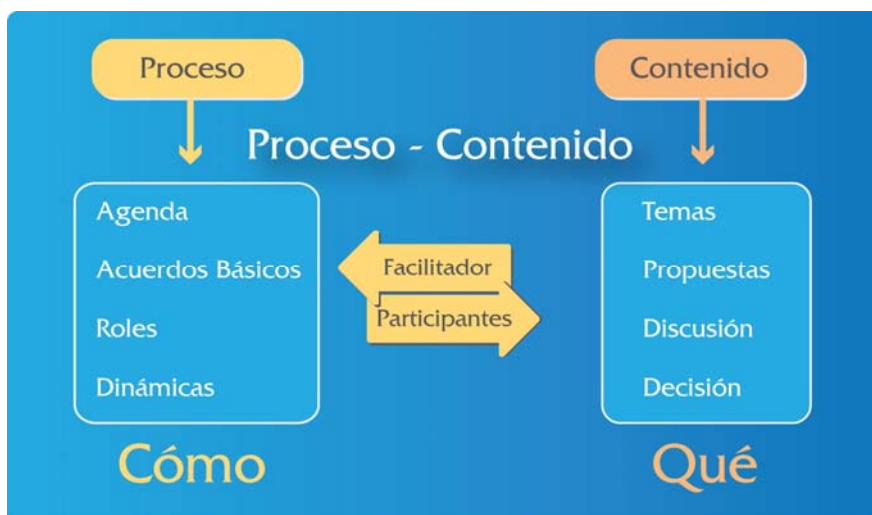 Proceso
Contenido
Proceso - Contenido
Agenda
Acuerdos Básicos
Roles
Dinámicas
Facilitador
Participantes
Temas
Propuestas
Discusión
Decisión
Cómo
Qué